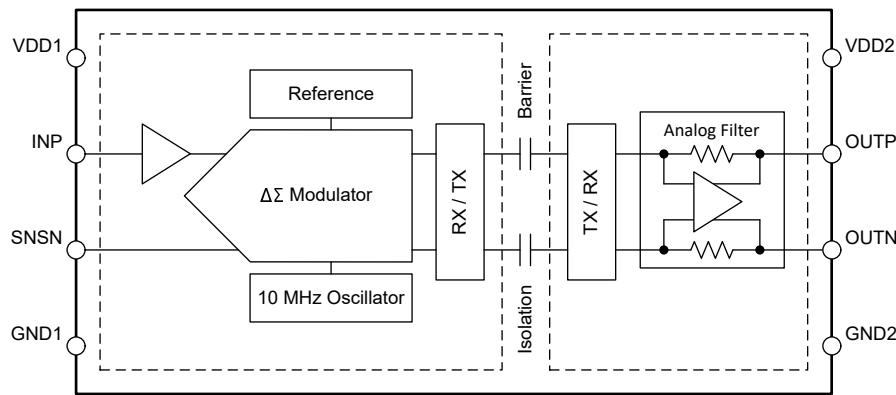 VDD1
VDD2
Reference
Barrier
INP
Analog Filter
OUTP
ΔΣ Modulator
RX / TX
TX / RX
SNSN
OUTN
10 MHz Oscillator
Isolation
GND1
GND2